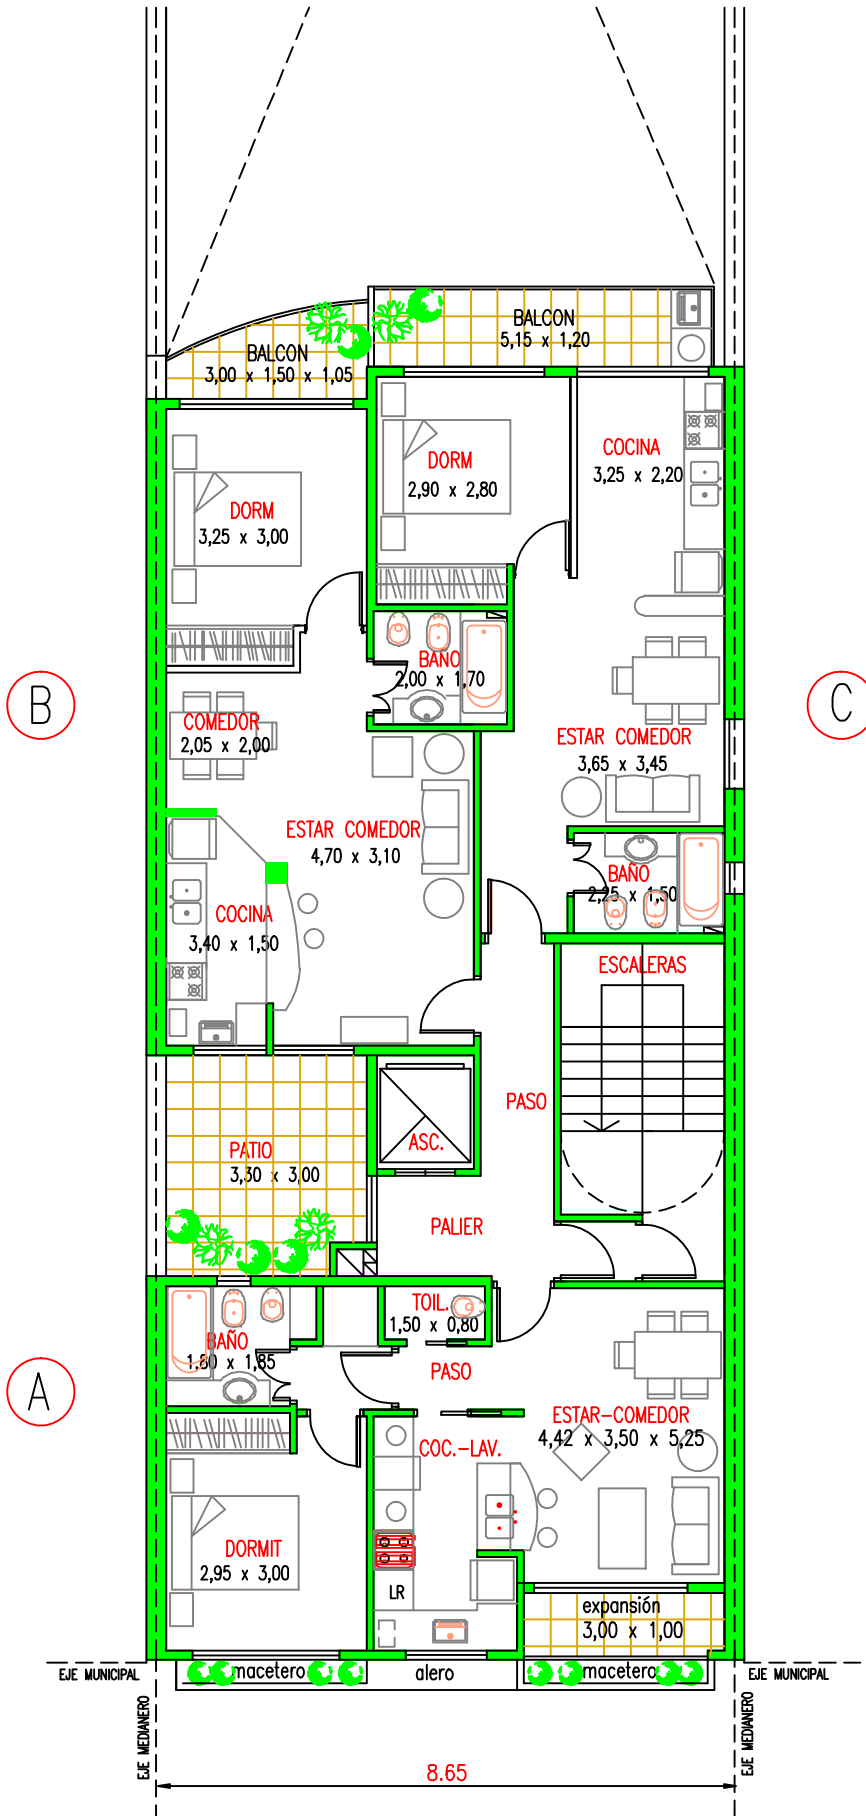 BALCON
5,15 x 1,20
BALCON
3,00 x 1,50 x 1,05
DORM
2,90 x 2,80
COCINA
3,25 x 2,20
DORM
3,25 x 3,00
BAÑO
2,00 x 1,70
B
C
COMEDOR
2,05 x 2,00
ESTAR COMEDOR
3,65 x 3,45
ESTAR COMEDOR
4,70 x 3,10
BAÑO
2,25 x 1,50
COCINA
3,40 x 1,50
ESCALERAS
PASO
ASC.
PATIO
3,30 x 3,00
PALIER
TOIL.
1,50 x 0,80
BAÑO
1,80 x 1,85
PASO
A
ESTAR-COMEDOR
4,42 x 3,50 x 5,25
COC.-LAV.
DORMIT
2,95 x 3,00
LR
expansión
3,00 x 1,00
macetero
alero
macetero
EJE MUNICIPAL
EJE MUNICIPAL
EJE MEDIANERO
EJE MEDIANERO
8.65